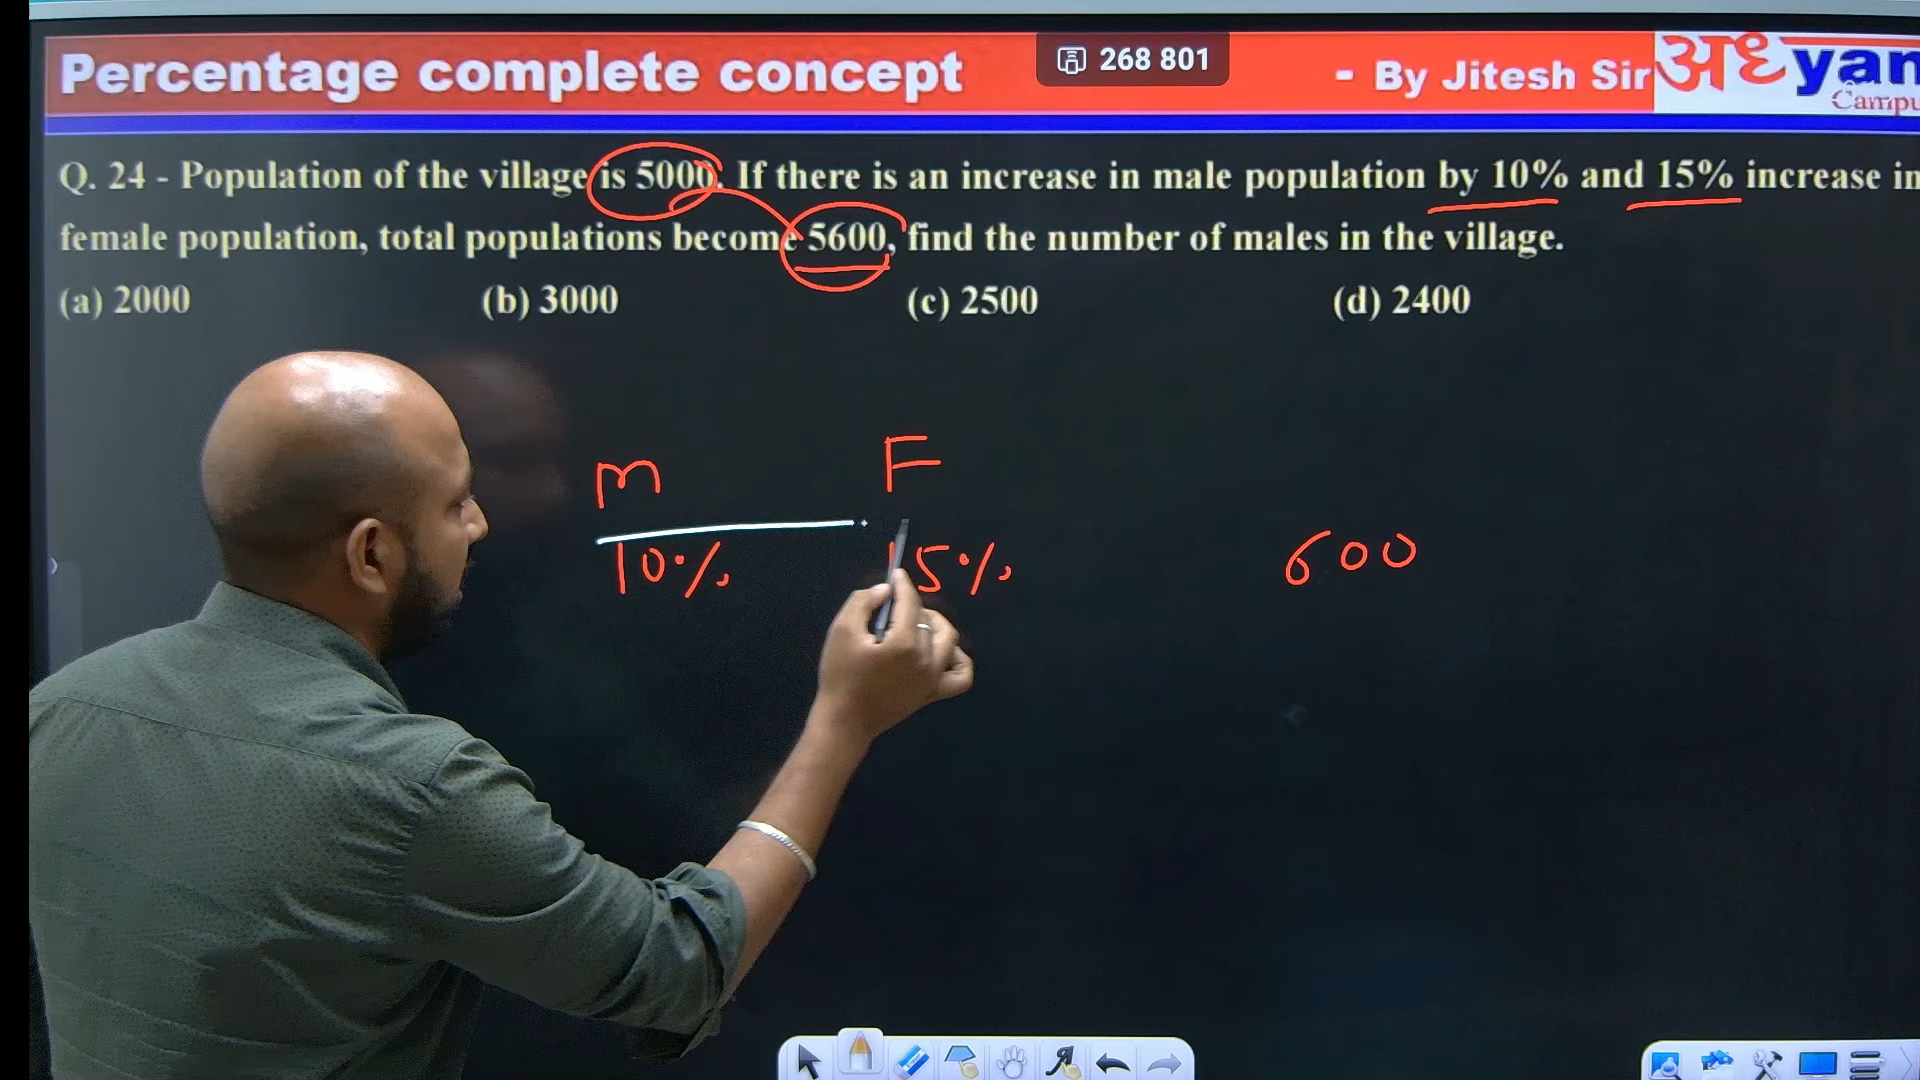 Percentage complete concept
268 801
- By Jitesh Sir
अध्yan
Campu
Q. 24 - Population of the village is 5000. If there is an increase in male population by 10% and 15% increase in
female population, total populations become 5600, find the number of males in the village.
(a) 2000 (b) 3000 (c) 2500 (d) 2400
m F
10% 15% 600